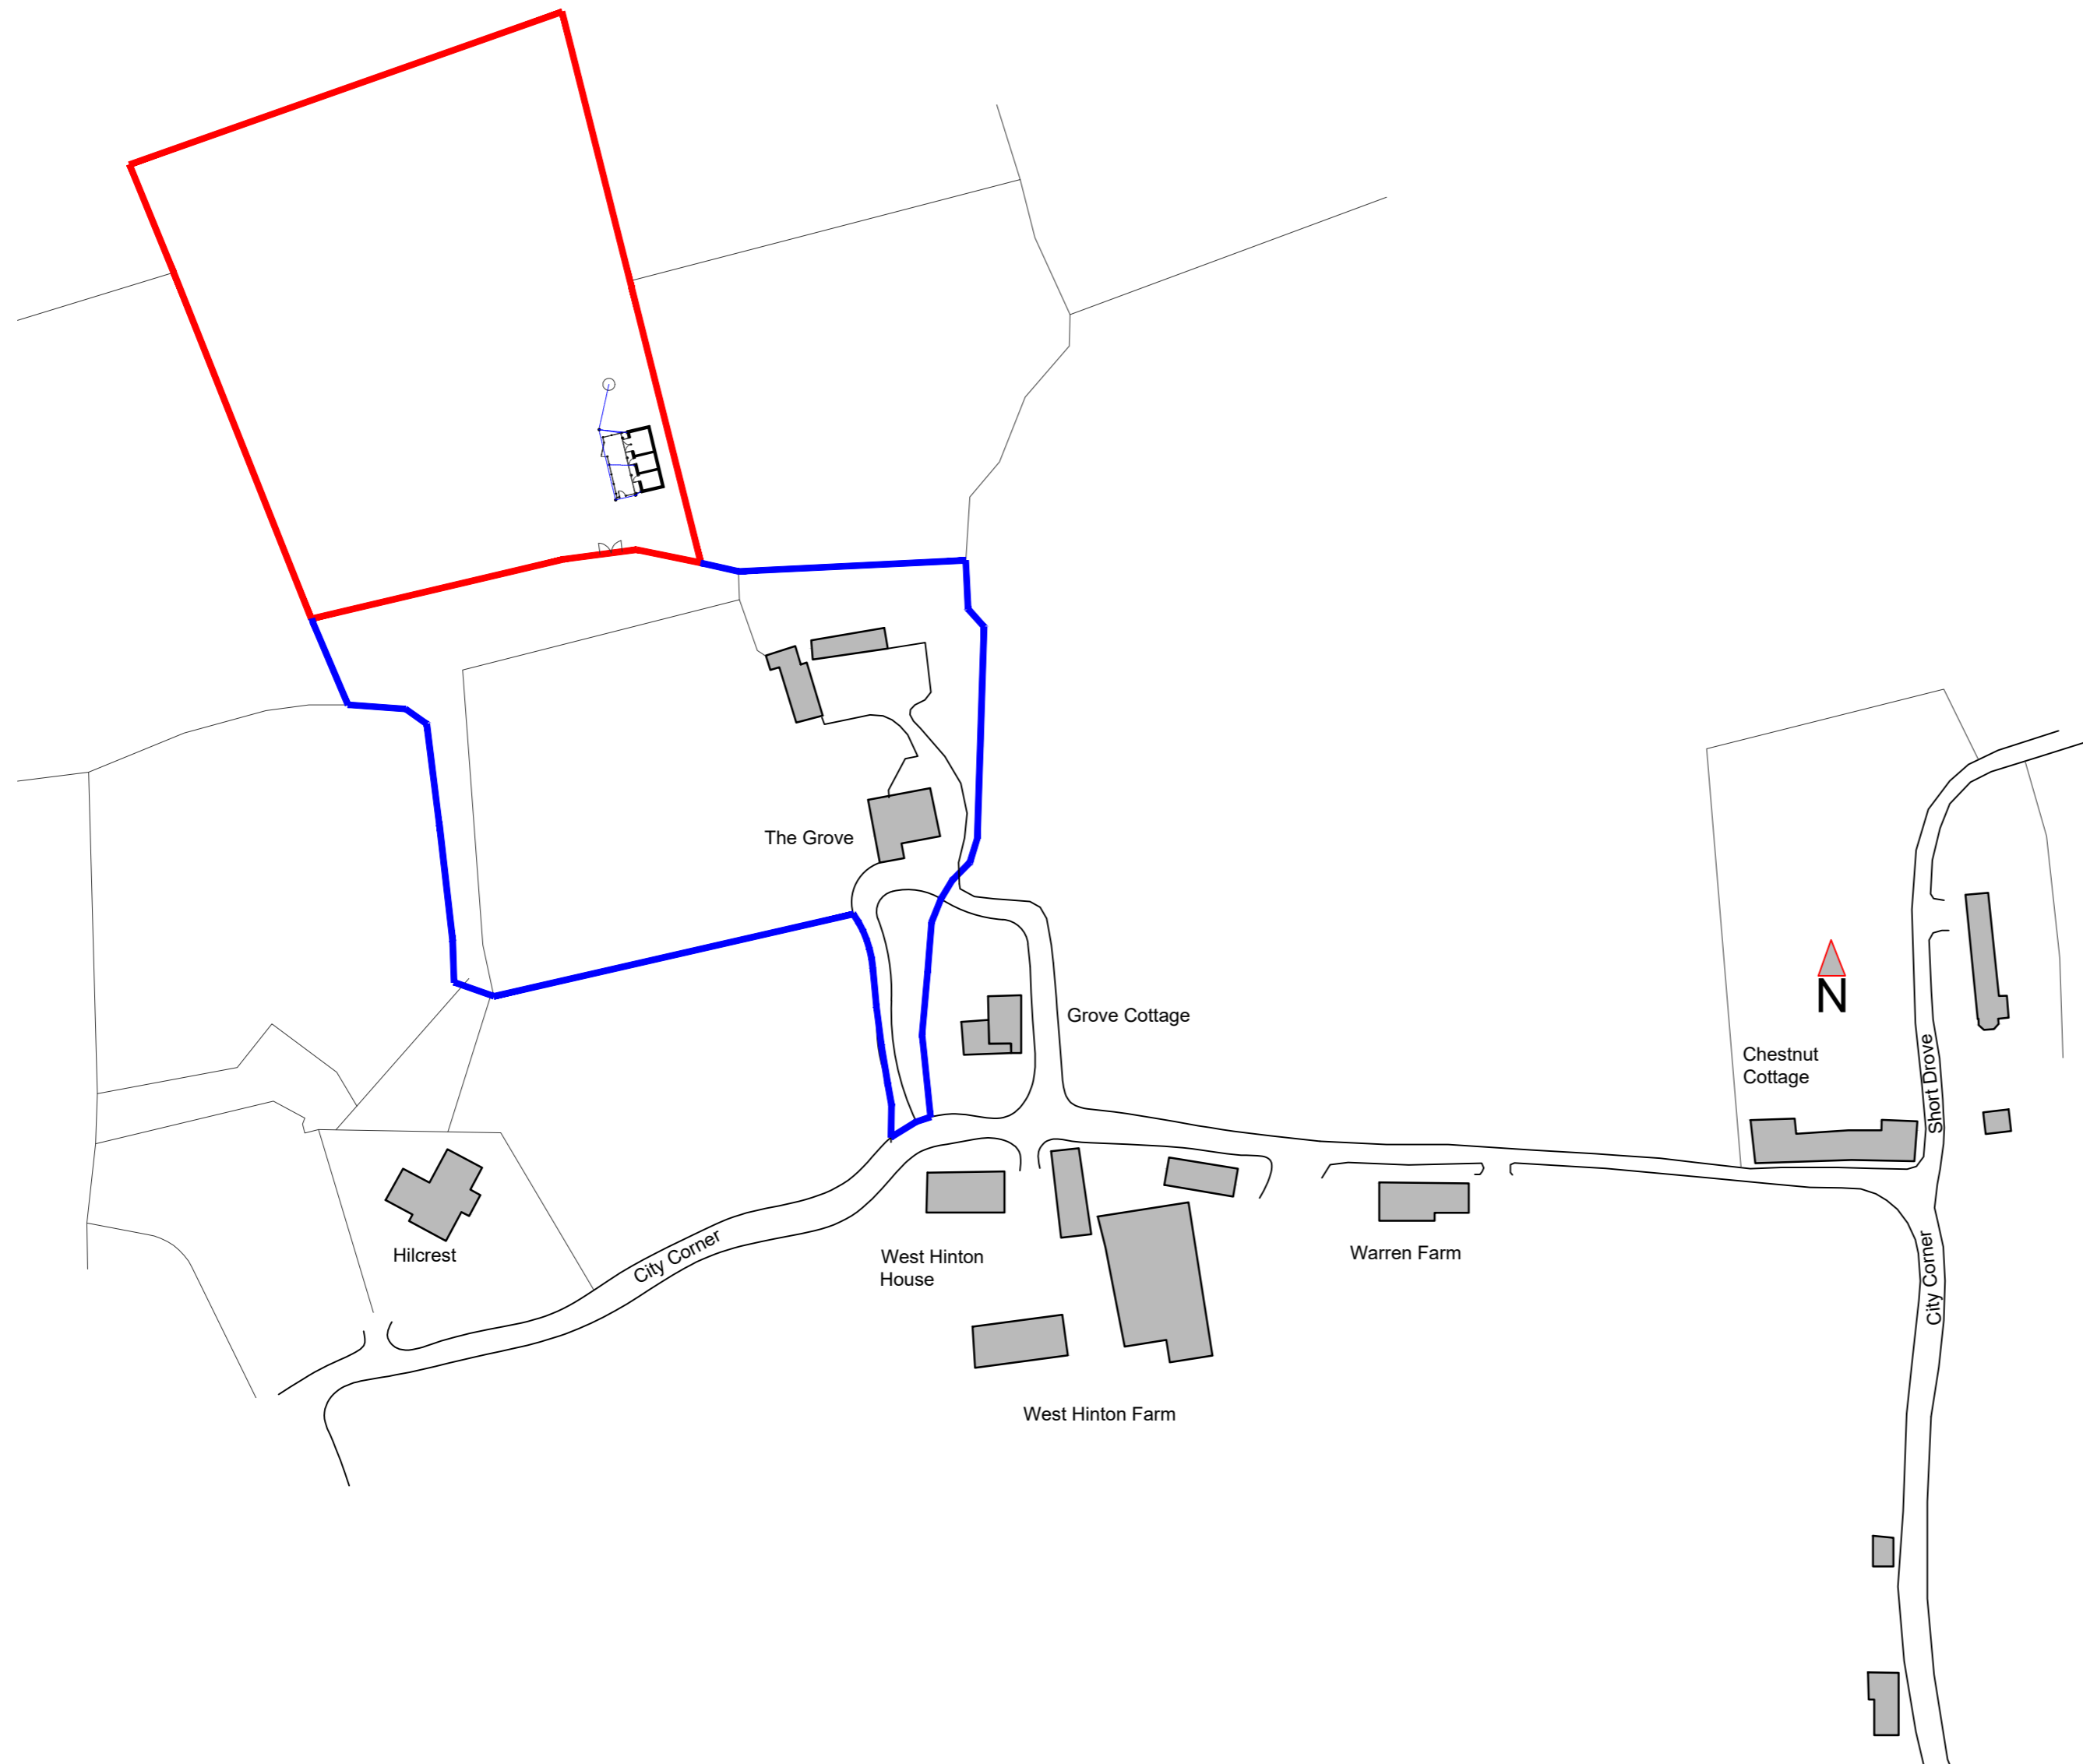 The Grove
N
Grove Cottage
Chestnut
Cottage
Short Drove
Hilcrest
City Corner
West Hinton
House
Warren Farm
City Corner
West Hinton Farm